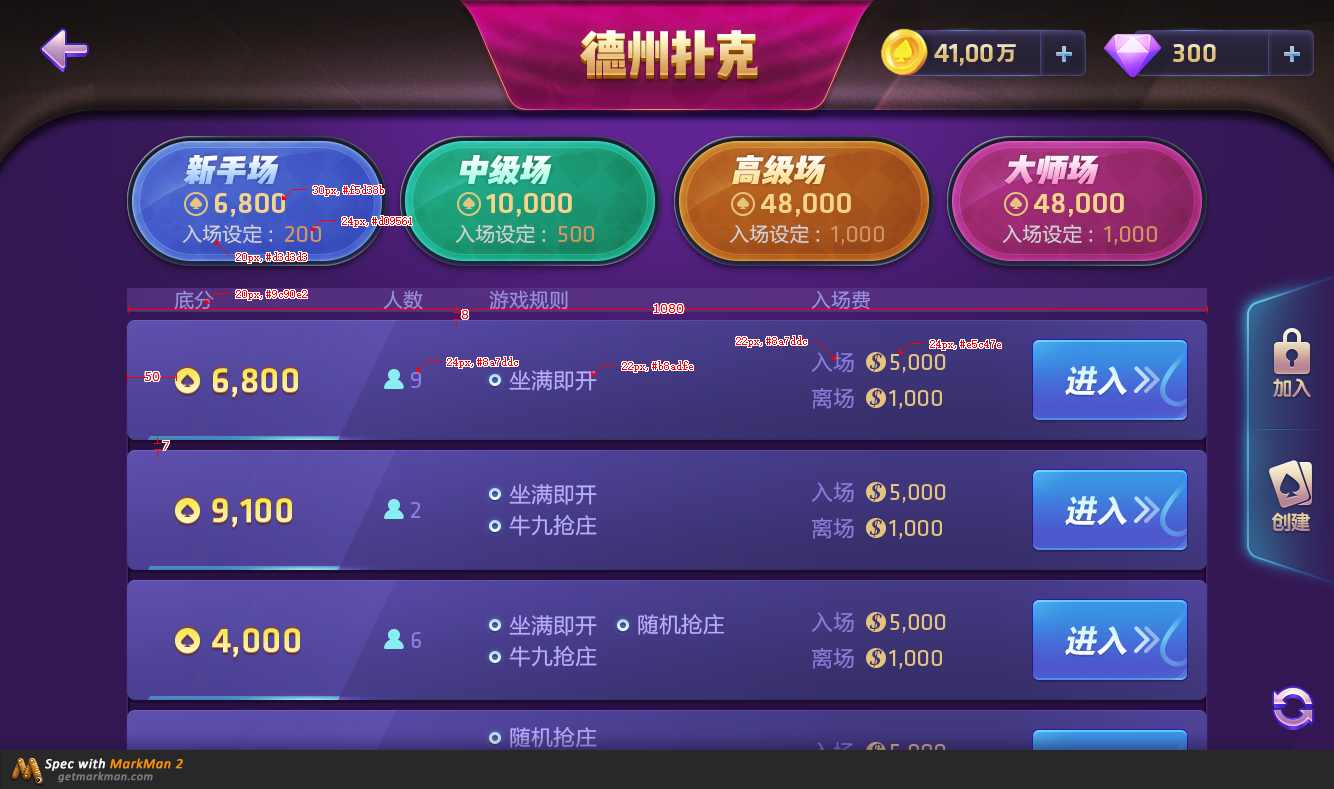 德州扑克
41,00万
+
300
+
新手场
6,800
入场设定：200
中级场
10,000
入场设定：500
高级场
48,000
入场设定：1,000
大师场
48,000
入场设定：1,000
30px,#f5d38b
24px,#d09561
20px,#d3d3d3
底分
20px,#9c90c2
人数
游戏规则
1080
入场费
8
50
6,800
9
24px,#8a7ddc
坐满即开
22px,#b8adfa
22px,#8a7ddc
24px,#e5c47a
入场 5,000
离场 1,000
进入
7
9,100
2
坐满即开
牛九抢庄
入场 5,000
离场 1,000
进入
4,000
6
坐满即开 随机抢庄
牛九抢庄
入场 5,000
离场 1,000
进入
随机抢庄
加入
创建
Spec with MarkMan 2
getmarkman.com